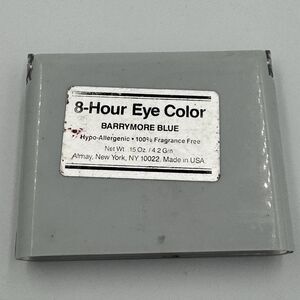 8-Hour Eye Color
BARRYMORE BLUE
Hypo-Allergenic • 100% Fragrance Free
Net Wt. .15 Oz. / 4.2 Gm
Almay, New York, NY 10022. Made in USA